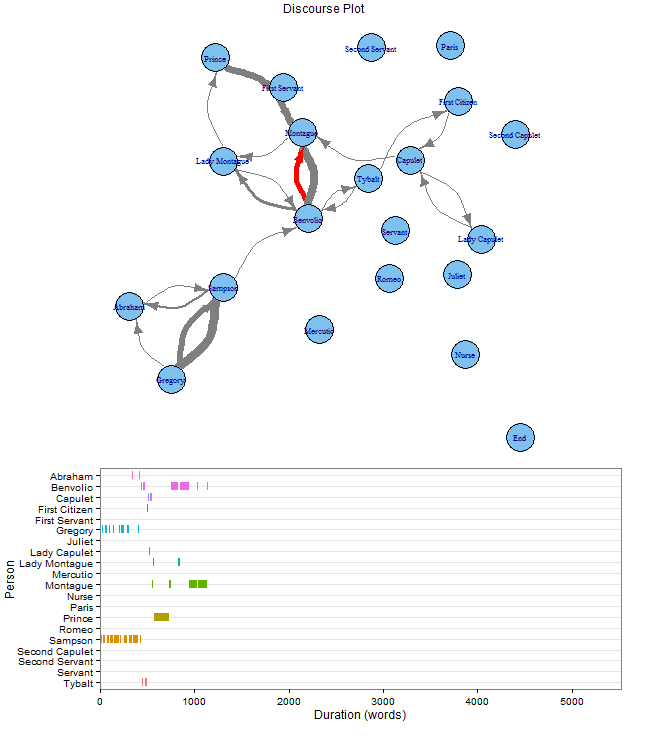 Discourse Plot
Second Servant
Paris
Prince
First Servant
First Citizen
Montague
Second Capulet
Lady Montague
Capulet
Tybalt
Benvolio
Servant
Lady Capulet
Romeo
Juliet
Sampson
Abraham
Mercutio
Nurse
Gregory
End
Abraham
Benvolio
Capulet
First Citizen
First Servant
Gregory
Juliet
Lady Capulet
Lady Montague
Mercutio
Montague
Nurse
Paris
Prince
Romeo
Sampson
Second Capulet
Second Servant
Servant
Tybalt
Person
0 1000 2000 3000 4000 5000
Duration (words)